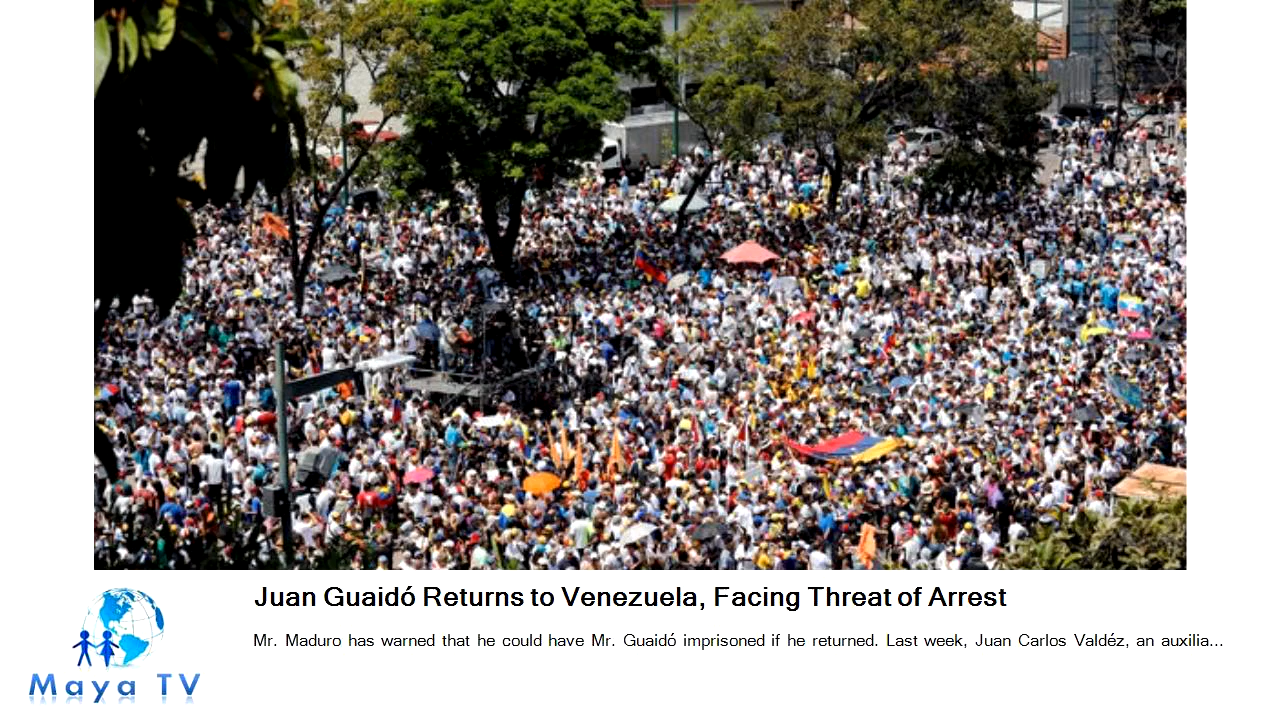 Juan Guaidó Returns to Venezuela, Facing Threat of Arrest
Mr. Maduro has warned that he could have Mr. Guaidó imprisoned if he returned. Last week, Juan Carlos Valdéz, an auxilia...
Maya TV